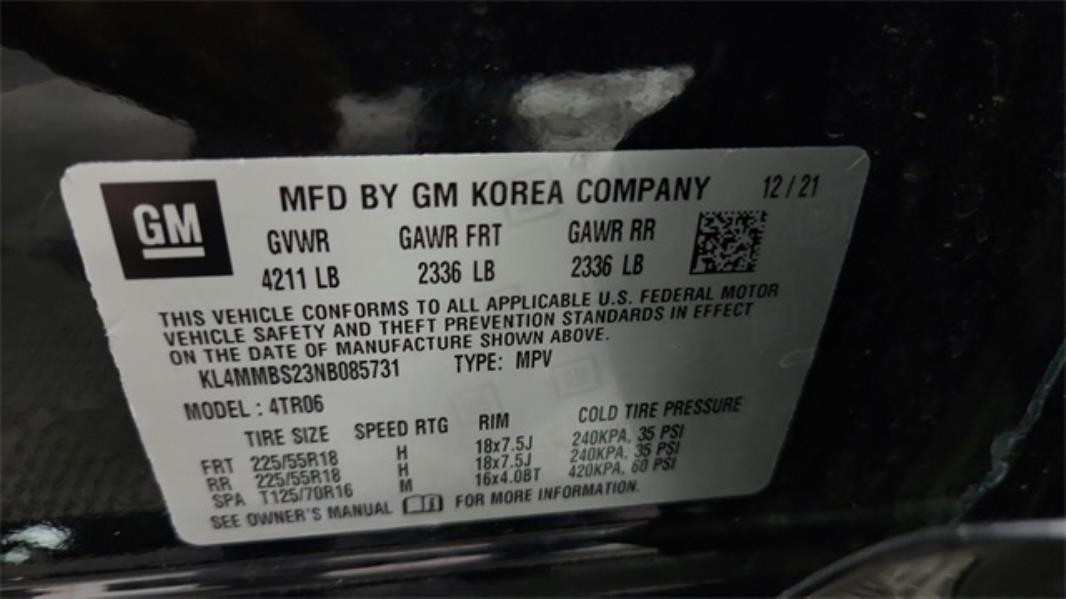 GM
MFD BY GM KOREA COMPANY 12/21
GVWR GAWR FRT GAWR RR
4211 LB 2336 LB 2336 LB
THIS VEHICLE CONFORMS TO ALL APPLICABLE U.S. FEDERAL MOTOR
VEHICLE SAFETY AND THEFT PREVENTION STANDARDS IN EFFECT
ON THE DATE OF MANUFACTURE SHOWN ABOVE.
KL4MMBS23NB085731 TYPE: MPV
MODEL : 4TR06
TIRE SIZE SPEED RTG RIM COLD TIRE PRESSURE
FRT 225/55R18 H 18x7.5J 240KPA, 35 PSI
RR 225/55R18 H 18x7.5J 240KPA, 35 PSI
SPA T125/70R16 M 16x4.0BT 420KPA, 60 PSI
SEE OWNER'S MANUAL FOR MORE INFORMATION.